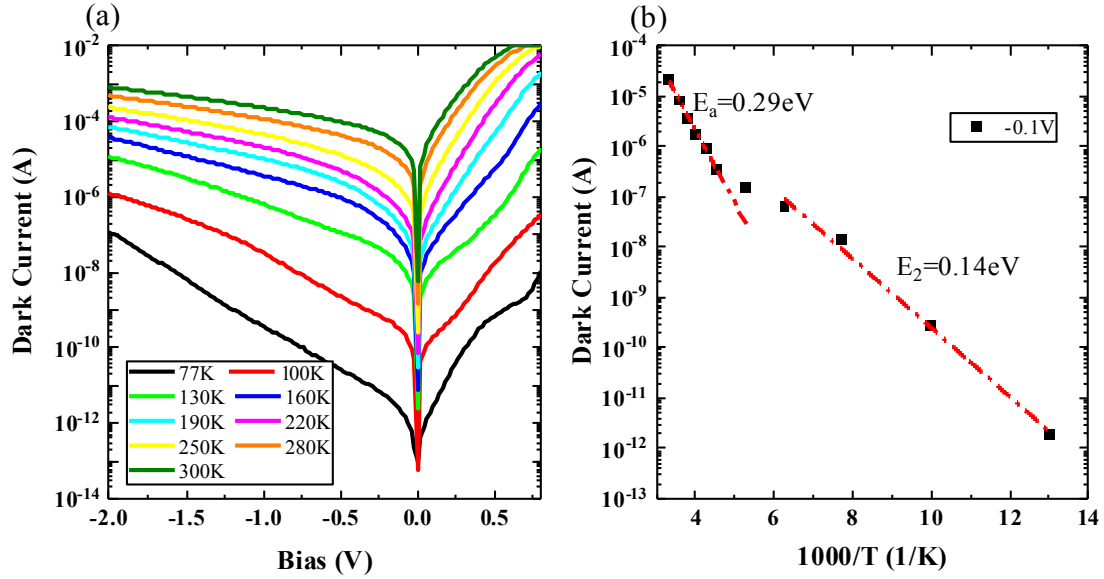 (a)
10-2
10-4
10-6
10-8
10-10
10-12
10-14
Dark Current (A)
77K 100K
130K 160K
190K 220K
250K 280K
300K
-2.0 -1.5 -1.0 -0.5 0.0 0.5
Bias (V)
(b)
10-4
10-5
10-6
10-7
10-8
10-9
10-10
10-11
10-12
10-13
Dark Current (A)
Ea=0.29eV
-0.1V
E2=0.14eV
4 6 8 10 12 14
1000/T (1/K)